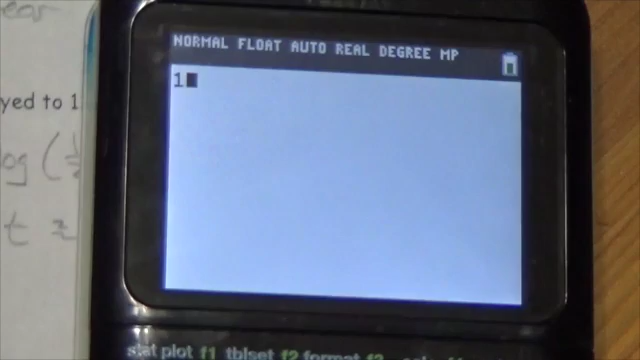 NORMAL FLOAT AUTO REAL DEGREE MP
1
yed to 1
og (
t ≈
stat plot f1 tblset f2 format f3